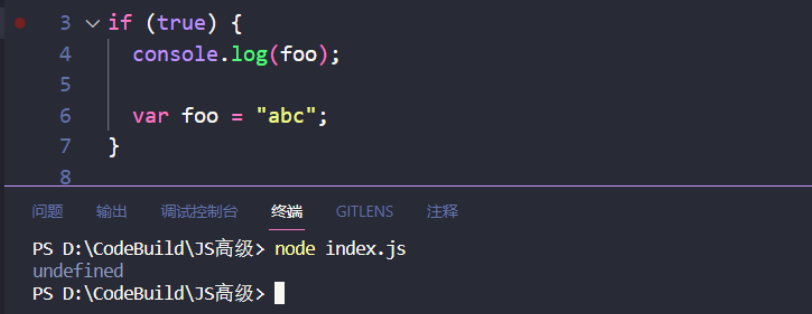 3 if (true) {
4 console.log(foo);
5
6 var foo = "abc";
7 }
8
问题 输出 调试控制台 终端 GITLENS 注释
PS D:\CodeBuild\JS高级> node index.js
undefined
PS D:\CodeBuild\JS高级>